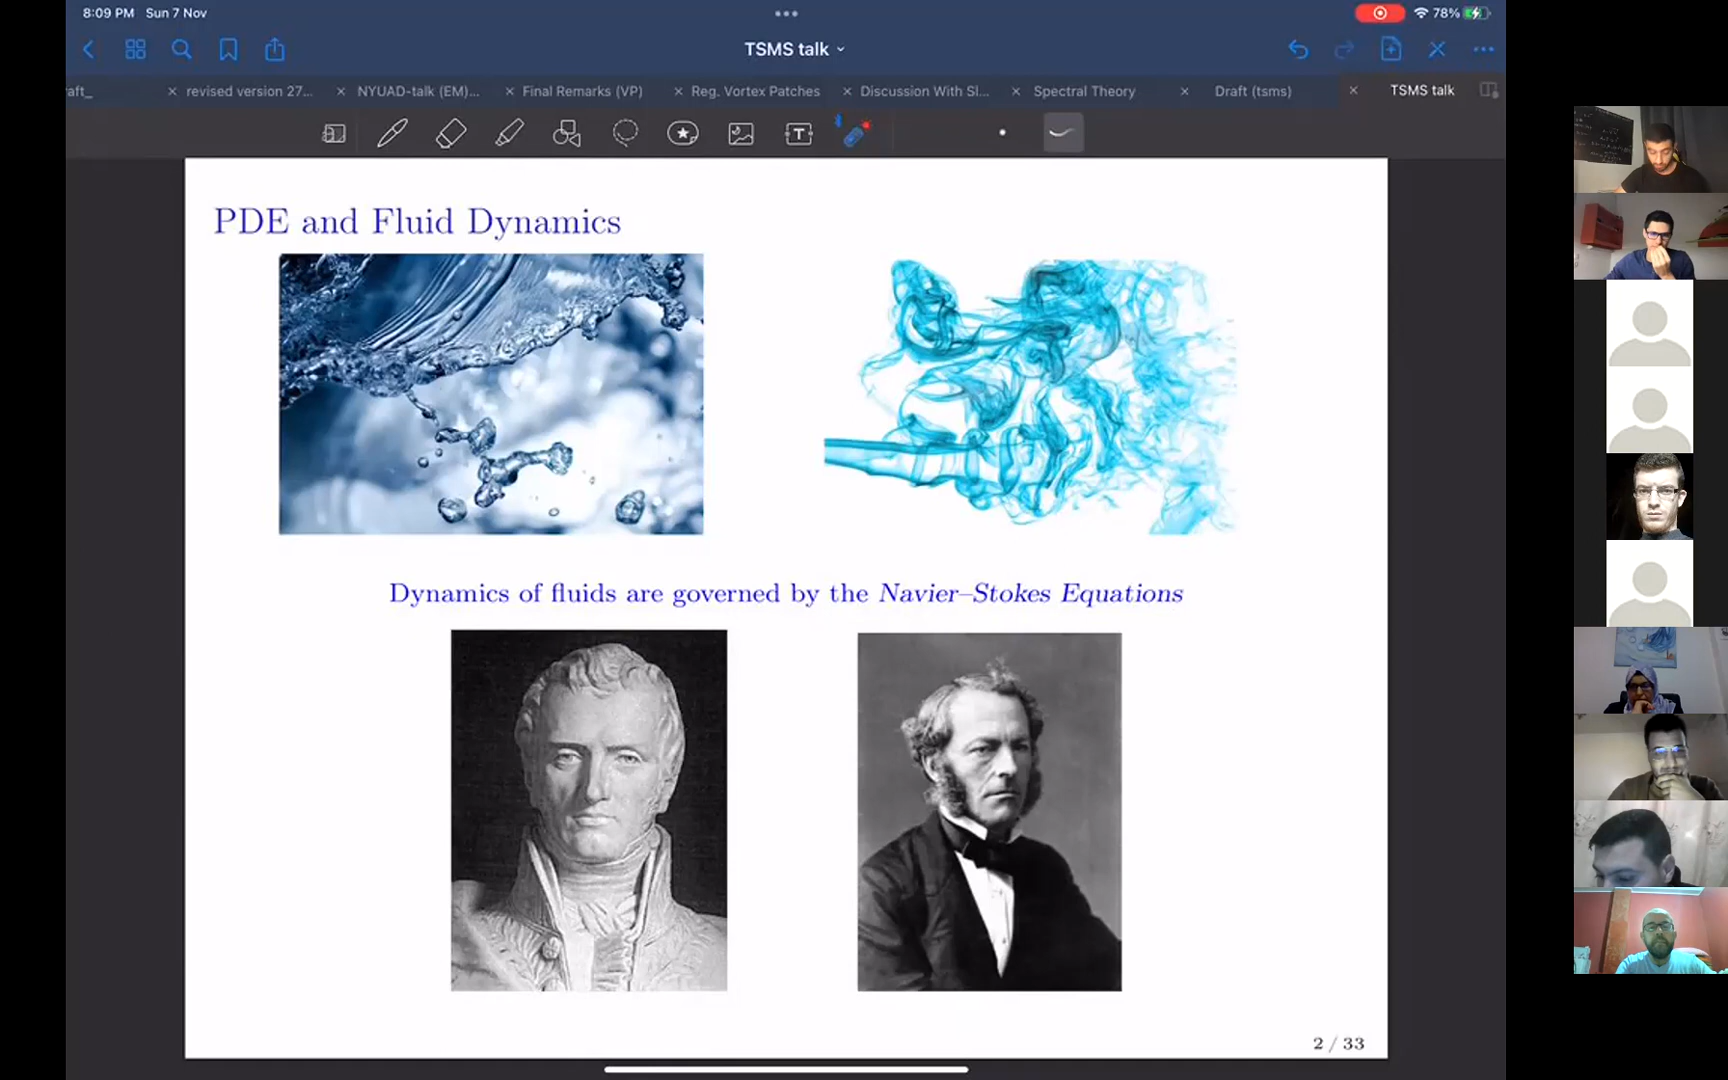 8:09 PM Sun 7 Nov
78%
TSMS talk
raft_
revised version 27...
NYUAD-talk (EM)...
Final Remarks (VP)
Reg. Vortex Patches
Discussion With Sl...
Spectral Theory
Draft (tsms)
TSMS talk
PDE and Fluid Dynamics
Dynamics of fluids are governed by the Navier–Stokes Equations
2 / 33